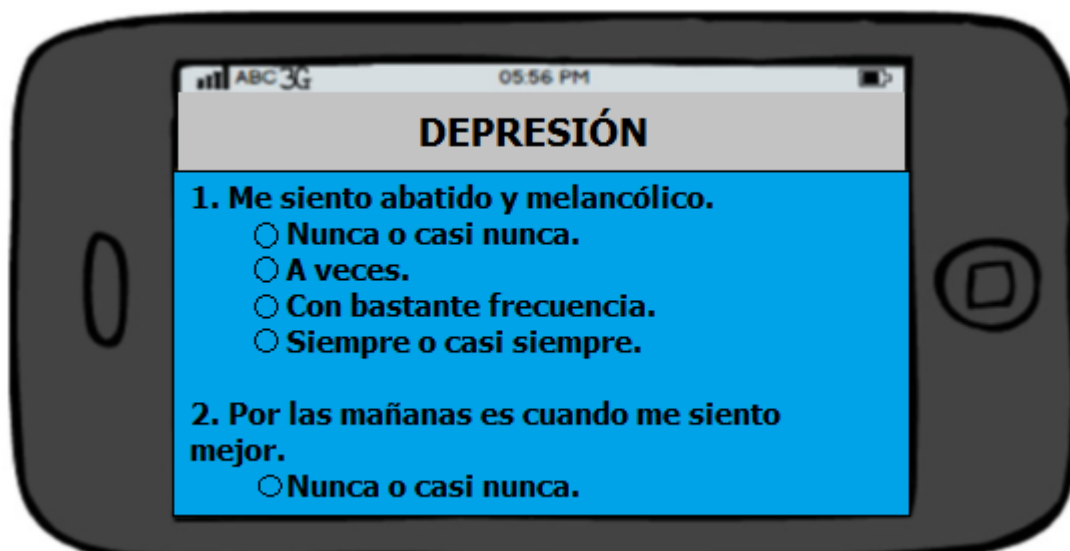 ABC 3G 05:56 PM
DEPRESIÓN
1. Me siento abatido y melancólico.
Nunca o casi nunca.
A veces.
Con bastante frecuencia.
Siempre o casi siempre.
2. Por las mañanas es cuando me siento
mejor.
Nunca o casi nunca.